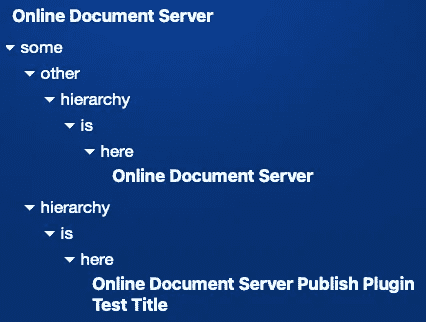 Online Document Server
some
other
hierarchy
is
here
Online Document Server
hierarchy
is
here
Online Document Server Publish Plugin
Test Title